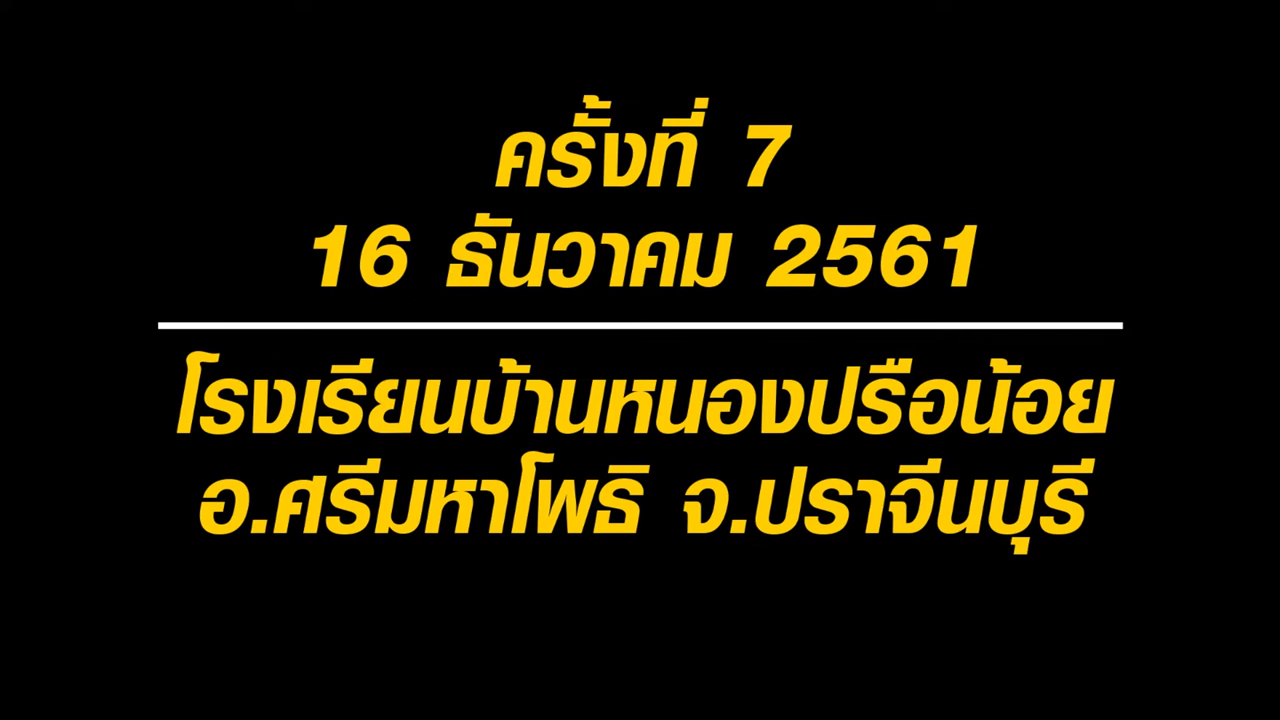 ครั้งที่ 7
16 ธันวาคม 2561
โรงเรียนบ้านหนองปรือน้อย
อ.ศรีมหาโพธิ จ.ปราจีนบุรี